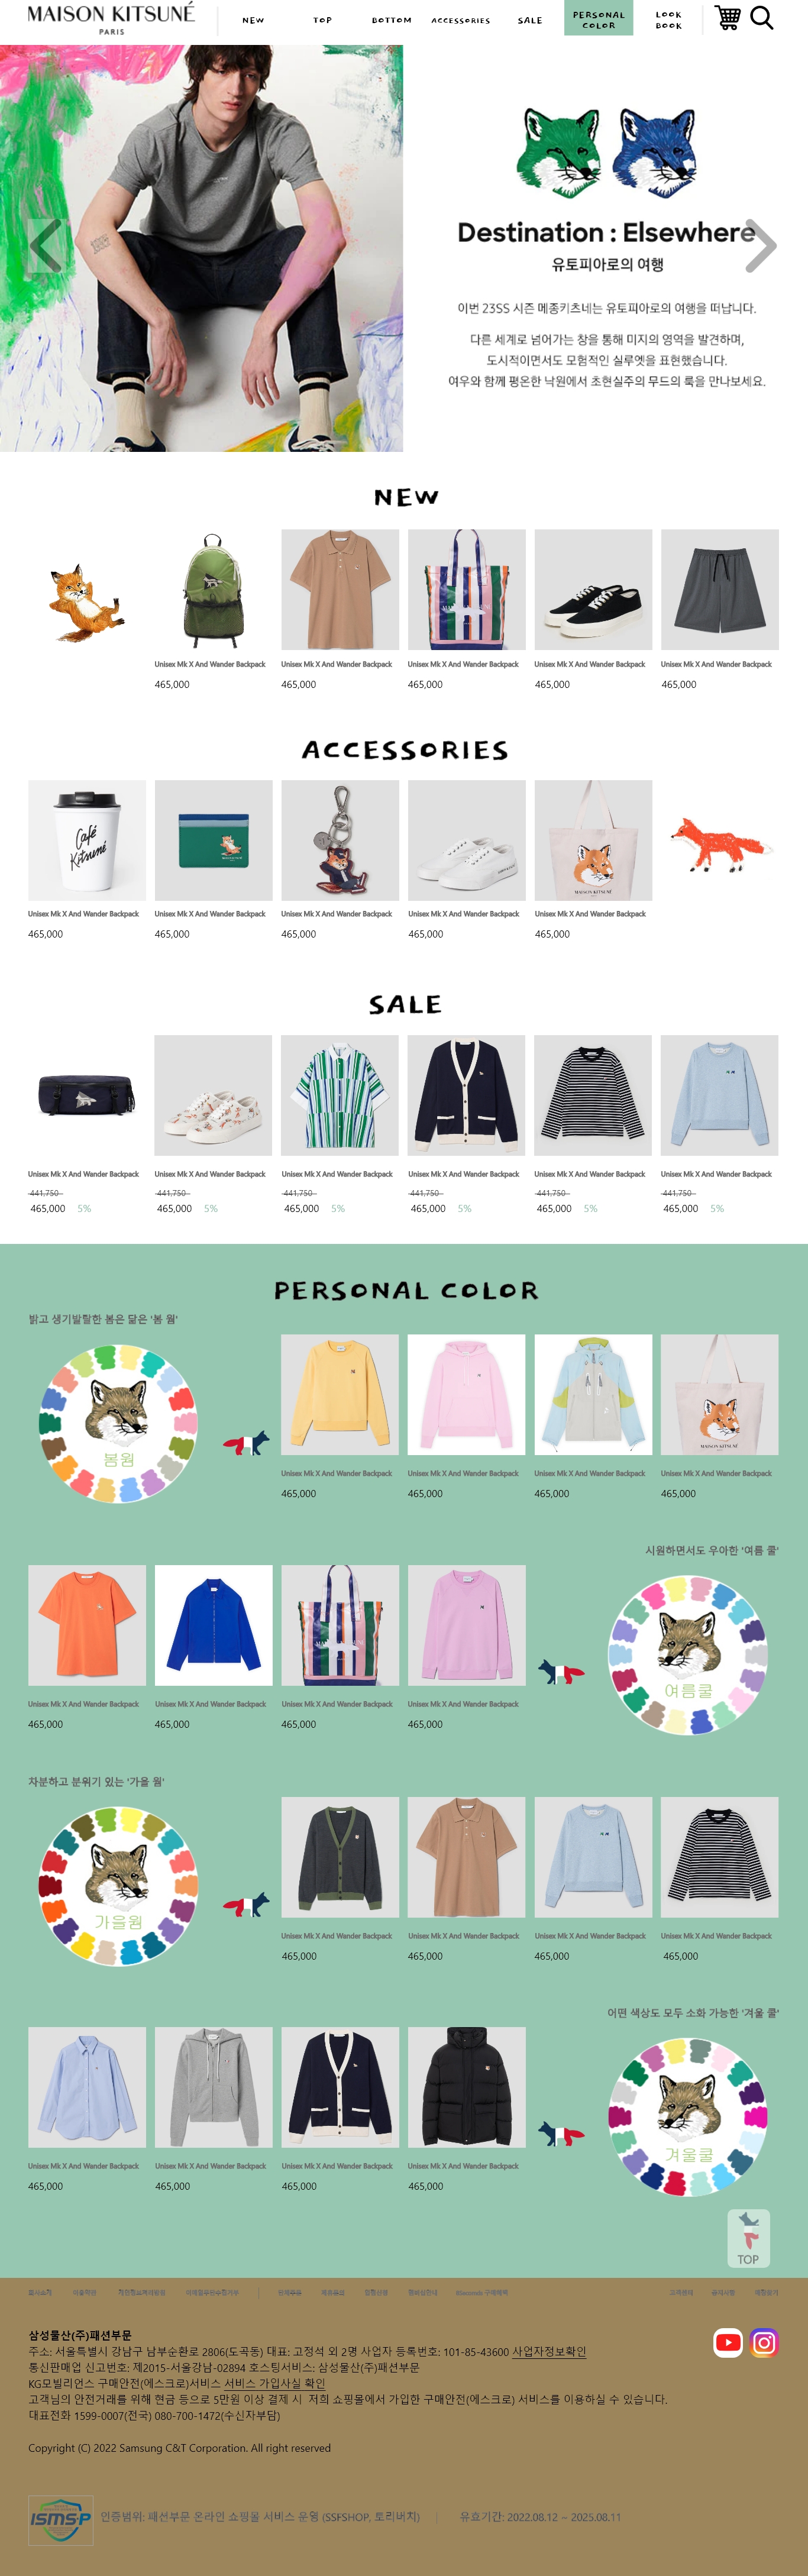 MAISON KITSUNÉ
PARIS
NEW
TOP
BOTTOM
ACCESSORIES
SALE
PERSONAL
COLOR
LOOK
BOOK
Destination : Elsewhere
유토피아로의 여행
이번 23SS 시즌 메종키츠네는 유토피아로의 여행을 떠납니다.
다른 세계로 넘어가는 창을 통해 미지의 영역을 발견하며,
도시적이면서도 모험적인 실루엣을 표현했습니다.
여우와 함께 평온한 낙원에서 초현실주의 무드의 룩을 만나보세요.
NEW
Unisex Mk X And Wander Backpack
465,000
Unisex Mk X And Wander Backpack
465,000
Unisex Mk X And Wander Backpack
465,000
Unisex Mk X And Wander Backpack
465,000
Unisex Mk X And Wander Backpack
465,000
ACCESSORIES
Café
Kitsuné
MAISON KITSUNÉ
Unisex Mk X And Wander Backpack
465,000
Unisex Mk X And Wander Backpack
465,000
Unisex Mk X And Wander Backpack
465,000
Unisex Mk X And Wander Backpack
465,000
Unisex Mk X And Wander Backpack
465,000
SALE
Unisex Mk X And Wander Backpack
441,750
465,000 5%
Unisex Mk X And Wander Backpack
441,750
465,000 5%
Unisex Mk X And Wander Backpack
441,750
465,000 5%
Unisex Mk X And Wander Backpack
441,750
465,000 5%
Unisex Mk X And Wander Backpack
441,750
465,000 5%
Unisex Mk X And Wander Backpack
441,750
465,000 5%
PERSONAL COLOR
밝고 생기발랄한 봄은 닮은 '봄 웜'
봄웜
MAISON KITSUNÉ
Unisex Mk X And Wander Backpack
465,000
Unisex Mk X And Wander Backpack
465,000
Unisex Mk X And Wander Backpack
465,000
Unisex Mk X And Wander Backpack
465,000
시원하면서도 우아한 '여름 쿨'
여름쿨
Unisex Mk X And Wander Backpack
465,000
Unisex Mk X And Wander Backpack
465,000
Unisex Mk X And Wander Backpack
465,000
Unisex Mk X And Wander Backpack
465,000
차분하고 분위기 있는 '가을 웜'
가을웜
Unisex Mk X And Wander Backpack
465,000
Unisex Mk X And Wander Backpack
465,000
Unisex Mk X And Wander Backpack
465,000
Unisex Mk X And Wander Backpack
465,000
어떤 색상도 모두 소화 가능한 '겨울 쿨'
겨울쿨
Unisex Mk X And Wander Backpack
465,000
Unisex Mk X And Wander Backpack
465,000
Unisex Mk X And Wander Backpack
465,000
Unisex Mk X And Wander Backpack
465,000
TOP
삼성물산(주)패션부문
주소: 서울특별시 강남구 남부순환로 2806(도곡동) 대표: 고정석 외 2명 사업자 등록번호: 101-85-43600 사업자정보확인
통신판매업 신고번호: 제2015-서울강남-02894 호스팅서비스: 삼성물산(주)패션부문
KG모빌리언스 구매안전(에스크로)서비스 서비스 가입사실 확인
고객님의 안전거래를 위해 현금 등으로 5만원 이상 결제 시 저희 쇼핑몰에서 가입한 구매안전(에스크로) 서비스를 이용하실 수 있습니다.
대표전화 1599-0007(전국) 080-700-1472(수신자부담)
Copyright (C) 2022 Samsung C&T Corporation. All right reserved
ISMS-P
인증범위: 패션부문 온라인 쇼핑몰 서비스 운영 (SSFSHOP, 토리버치) | 유효기간: 2022.08.12 ~ 2025.08.11